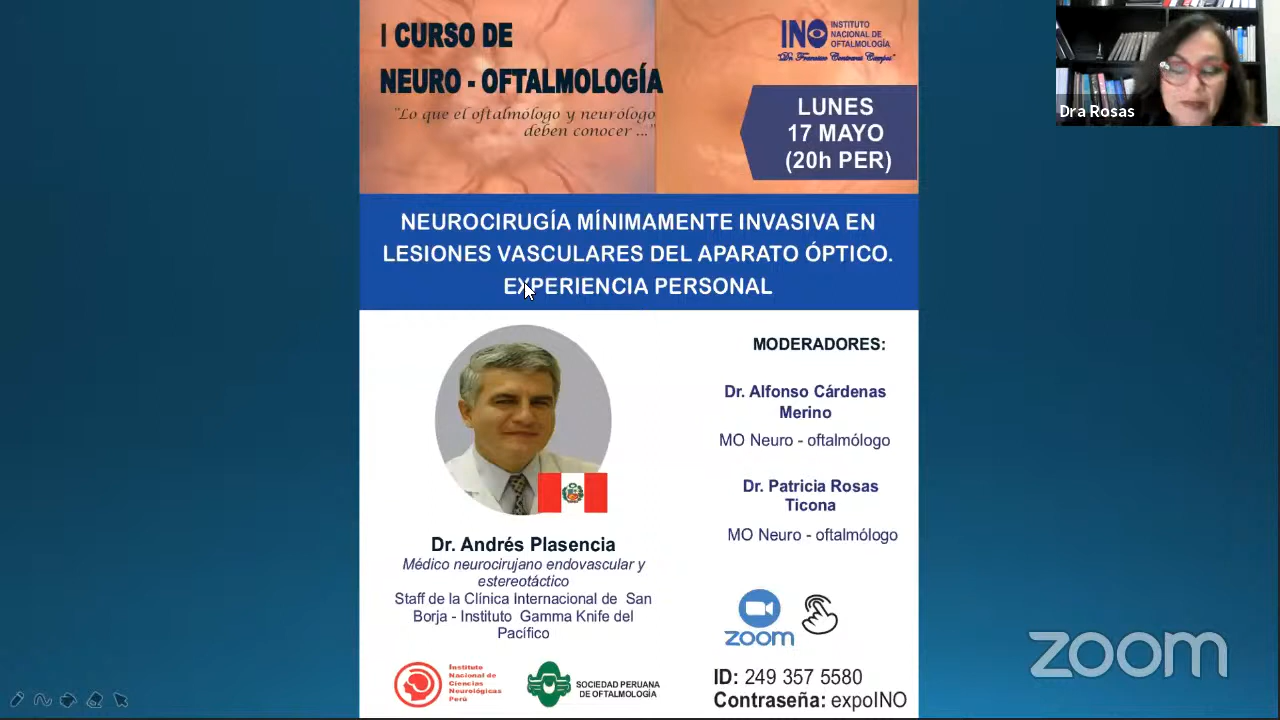 I CURSO DE
NEURO - OFTALMOLOGÍA
"Lo que el oftalmólogo y neurólogo
deben conocer ..."
INO
INSTITUTO
NACIONAL DE
OFTALMOLOGÍA
"Dr. Francisco Contreras Campos"
LUNES
17 MAYO
(20h PER)
Dra Rosas
NEUROCIRUGÍA MÍNIMAMENTE INVASIVA EN
LESIONES VASCULARES DEL APARATO ÓPTICO.
EXPERIENCIA PERSONAL
Dr. Andrés Plasencia
Médico neurocirujano endovascular y
estereotáctico
Staff de la Clínica Internacional de San
Borja - Instituto Gamma Knife del
Pacífico
Instituto
Nacional de
Ciencias
Neurológicas
Perú
SOCIEDAD PERUANA
DE OFTALMOLOGÍA
MODERADORES:
Dr. Alfonso Cárdenas
Merino
MO Neuro - oftalmólogo
Dr. Patricia Rosas
Ticona
MO Neuro - oftalmólogo
zoom
ID: 249 357 5580
Contraseña: expoINO
zoom